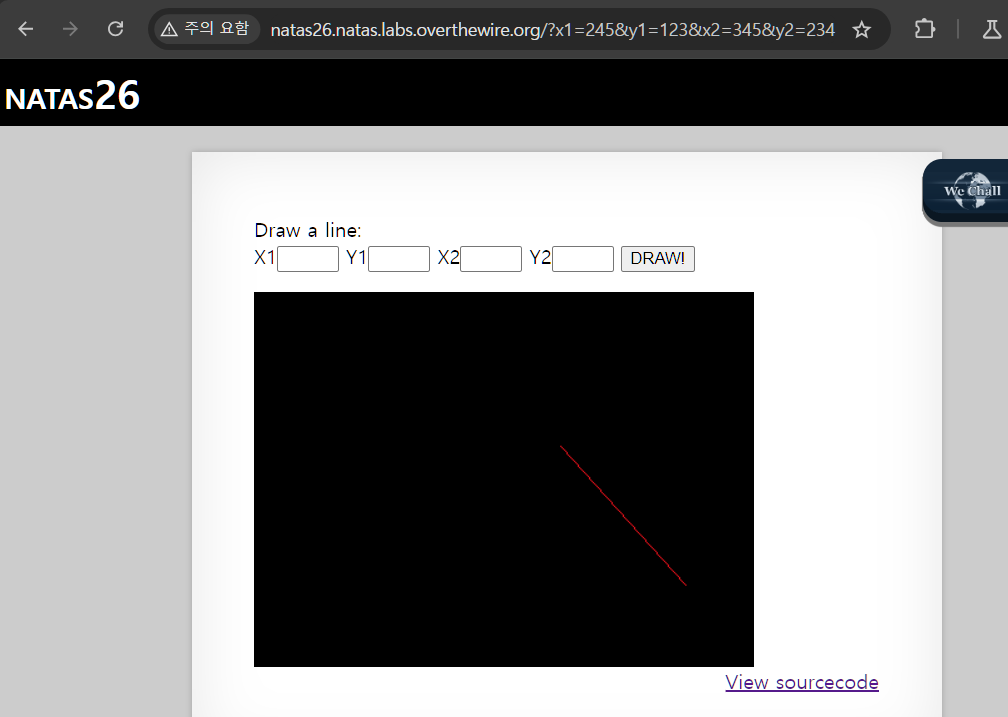 주의 요함 natas26.natas.labs.overthewire.org/?x1=245&y1=123&x2=345&y2=234
NATAS26
We Chall
Draw a line:
X1 Y1 X2 Y2 DRAW!
View sourcecode